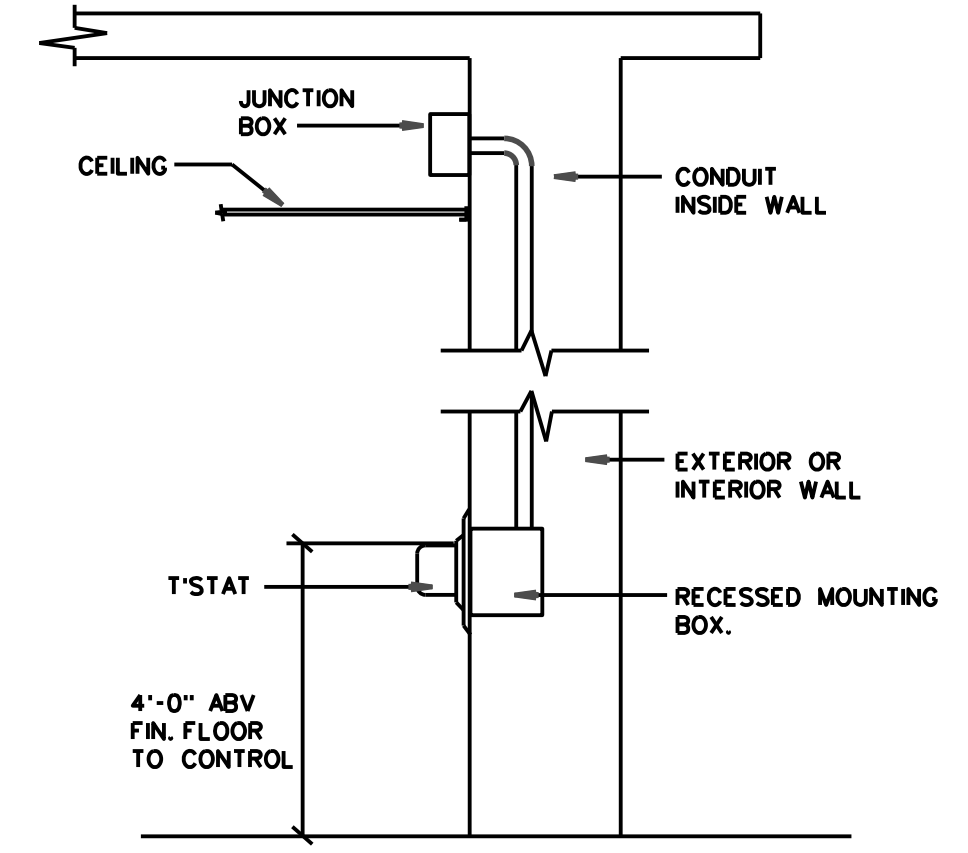 JUNCTION
BOX
CEILING
CONDUIT
INSIDE WALL
EXTERIOR OR
INTERIOR WALL
T'STAT
RECESSED MOUNTING
BOX.
4'-0" ABV
FIN. FLOOR
TO CONTROL